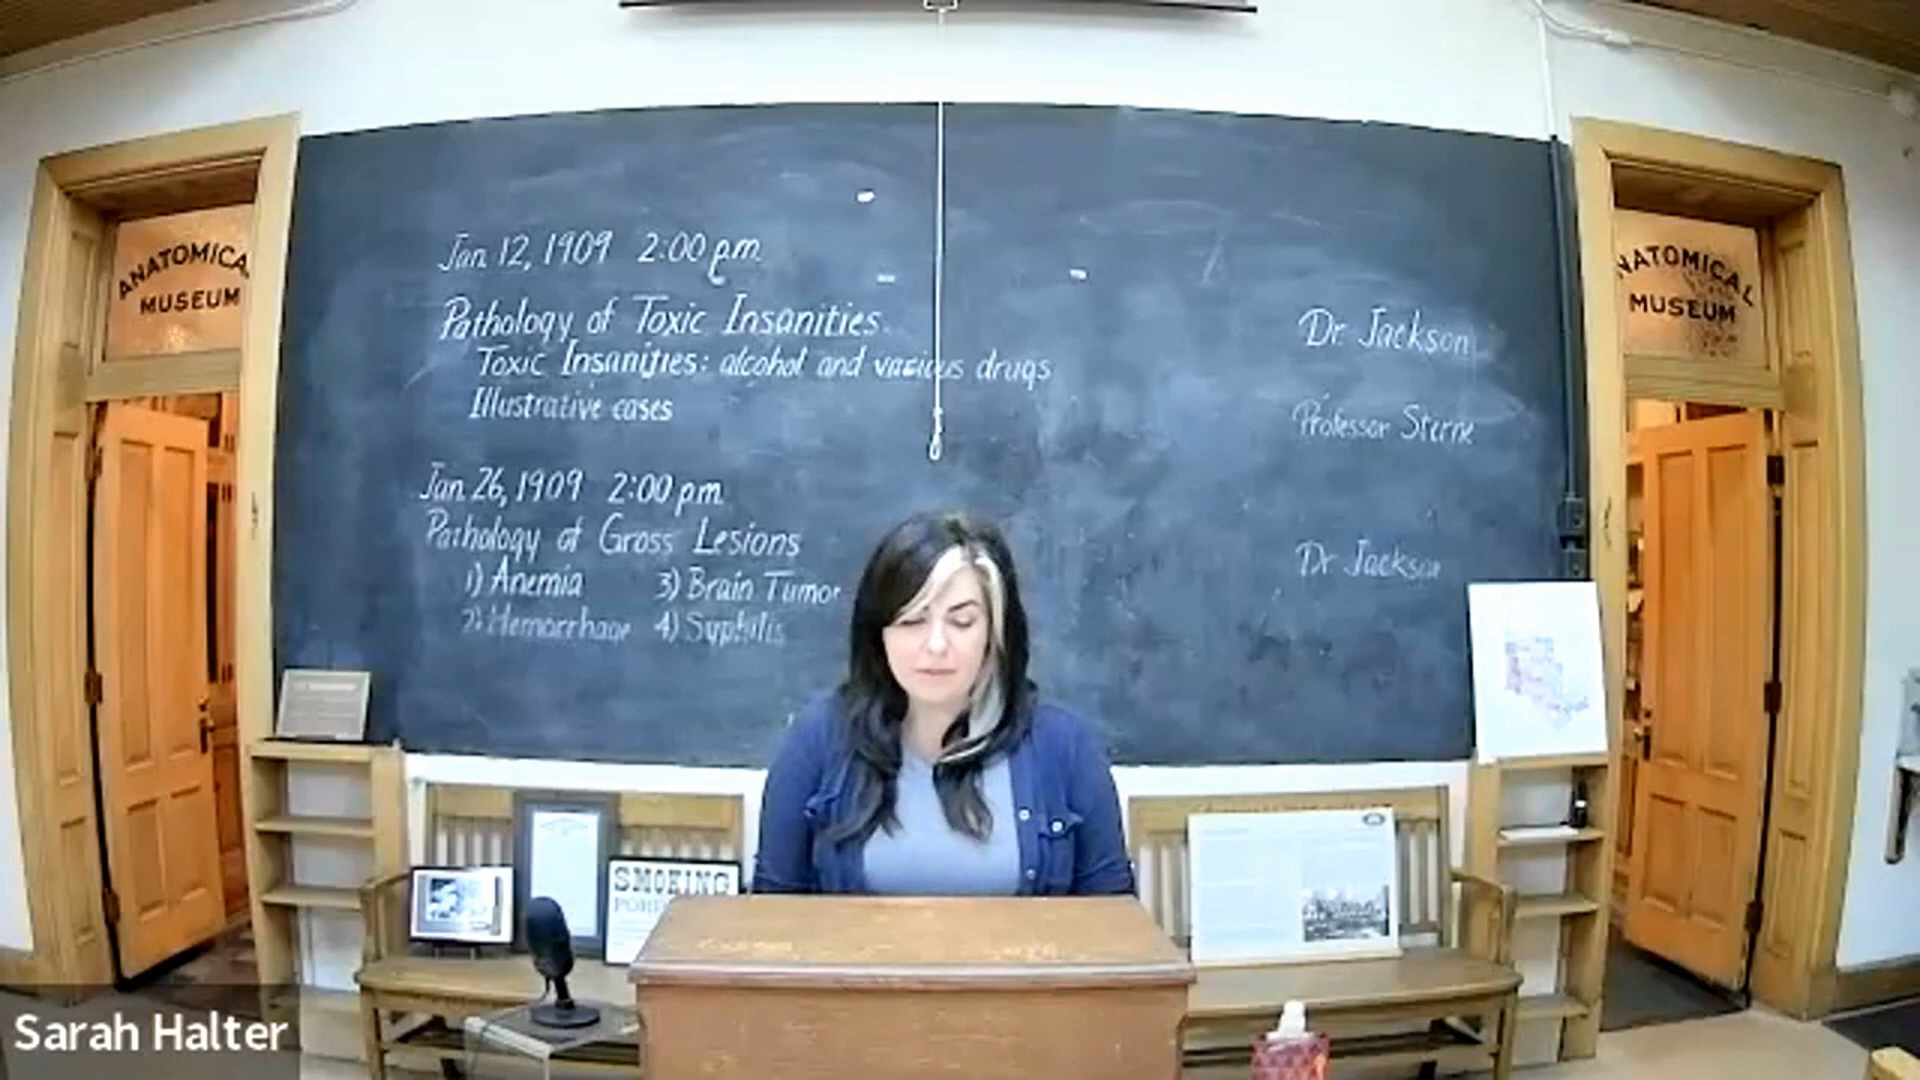 ANATOMICAL
MUSEUM
Jan 12, 1909 2:00 pm
Pathology of Toxic Insanities
Dr. Jackson
Toxic Insanities: alcohol and various drugs
Illustrative cases
Professor Sterne
Jan 26, 1909 2:00 pm
Pathology of Gross Lesions
Dr Jackson
1) Anemia 3) Brain Tumor
2) Hemorrhage 4) Syphilis
ANATOMICAL
MUSEUM
SMOKING
Sarah Halter